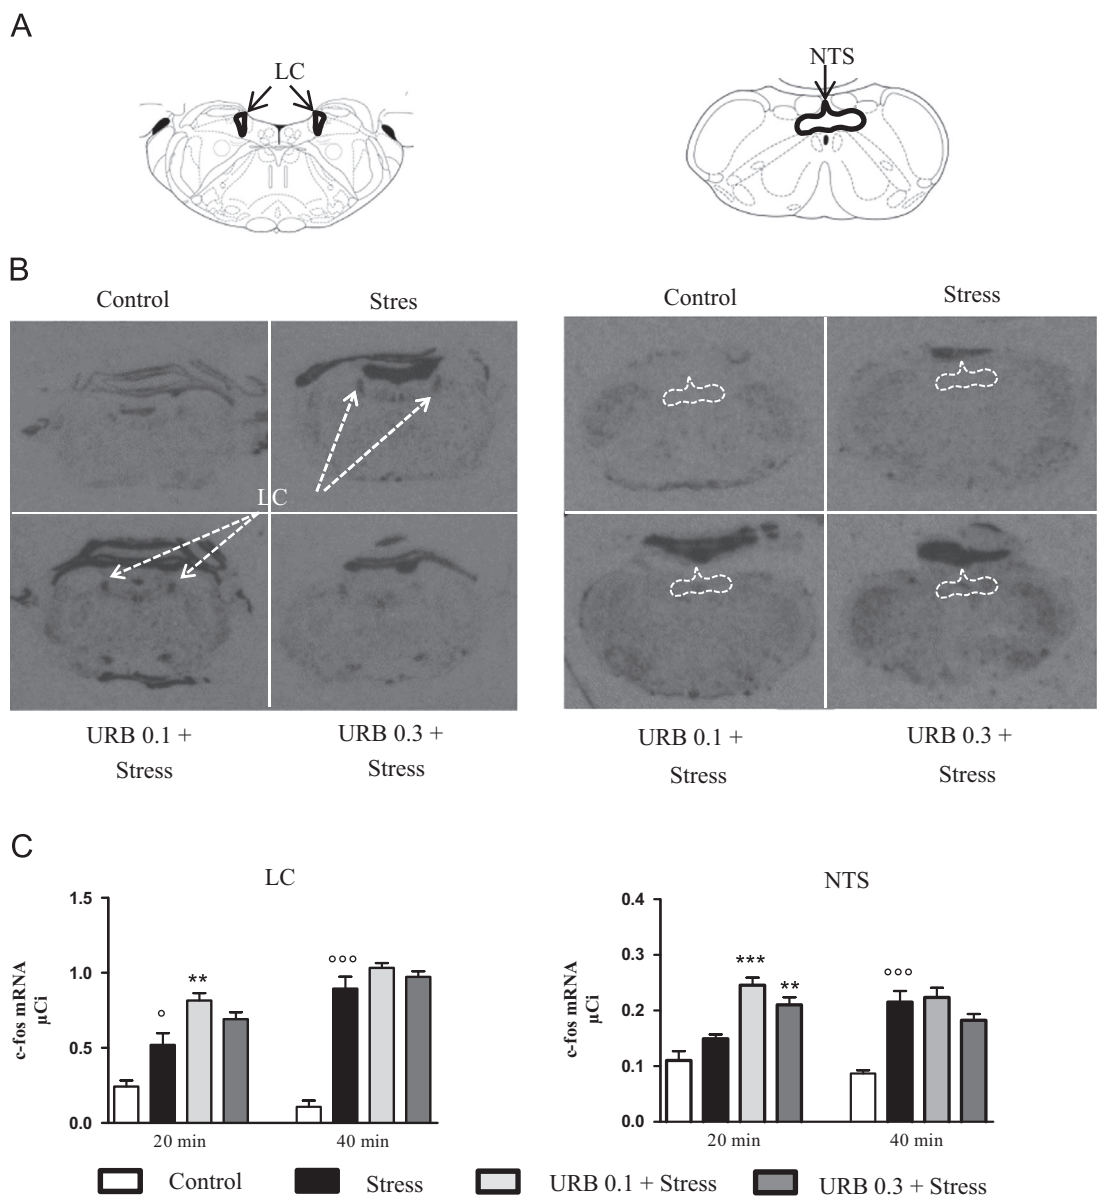 A
LC
NTS
B
Control
Stres
Control
Stress
LC
URB 0.1 +
Stress
URB 0.3 +
Stress
URB 0.1 +
Stress
URB 0.3 +
Stress
C
LC
1.5
1.0
0.5
0.0
c-fos mRNA
µCi
°
**
°°°
20 min
40 min
NTS
0.4
0.3
0.2
0.1
0.0
c-fos mRNA
µCi
***
**
°°°
20 min
40 min
Control
Stress
URB 0.1 + Stress
URB 0.3 + Stress